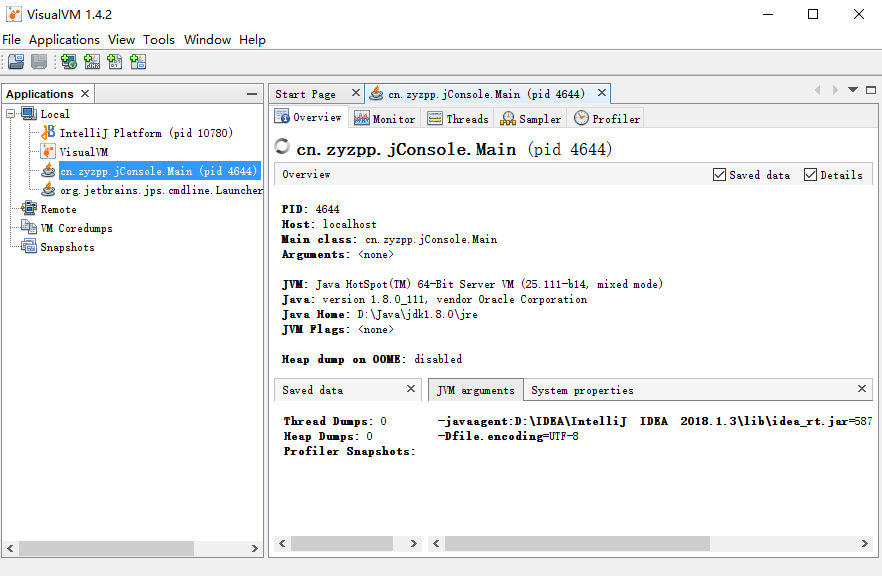 VisualVM 1.4.2
File Applications View Tools Window Help
Applications
Local
IntelliJ Platform (pid 10780)
VisualVM
cn.zyzpp.jConsole.Main (pid 4644)
org.jetbrains.jps.cmdline.Launcher
Remote
VM Coredumps
Snapshots
Start Page cn.zyzpp.jConsole.Main (pid 4644)
Overview Monitor Threads Sampler Profiler
cn.zyzpp.jConsole.Main (pid 4644)
Overview Saved data Details
PID: 4644
Host: localhost
Main class: cn.zyzpp.jConsole.Main
Arguments: <none>
JVM: Java HotSpot(TM) 64-Bit Server VM (25.111-b14, mixed mode)
Java: version 1.8.0_111, vendor Oracle Corporation
Java Home: D:\Java\jdk1.8.0\jre
JVM Flags: <none>
Heap dump on OOME: disabled
Saved data
Thread Dumps: 0
Heap Dumps: 0
Profiler Snapshots:
JVM arguments System properties
-javaagent:D:\IDEA\IntelliJ IDEA 2018.1.3\lib\idea_rt.jar=587
-Dfile.encoding=UTF-8